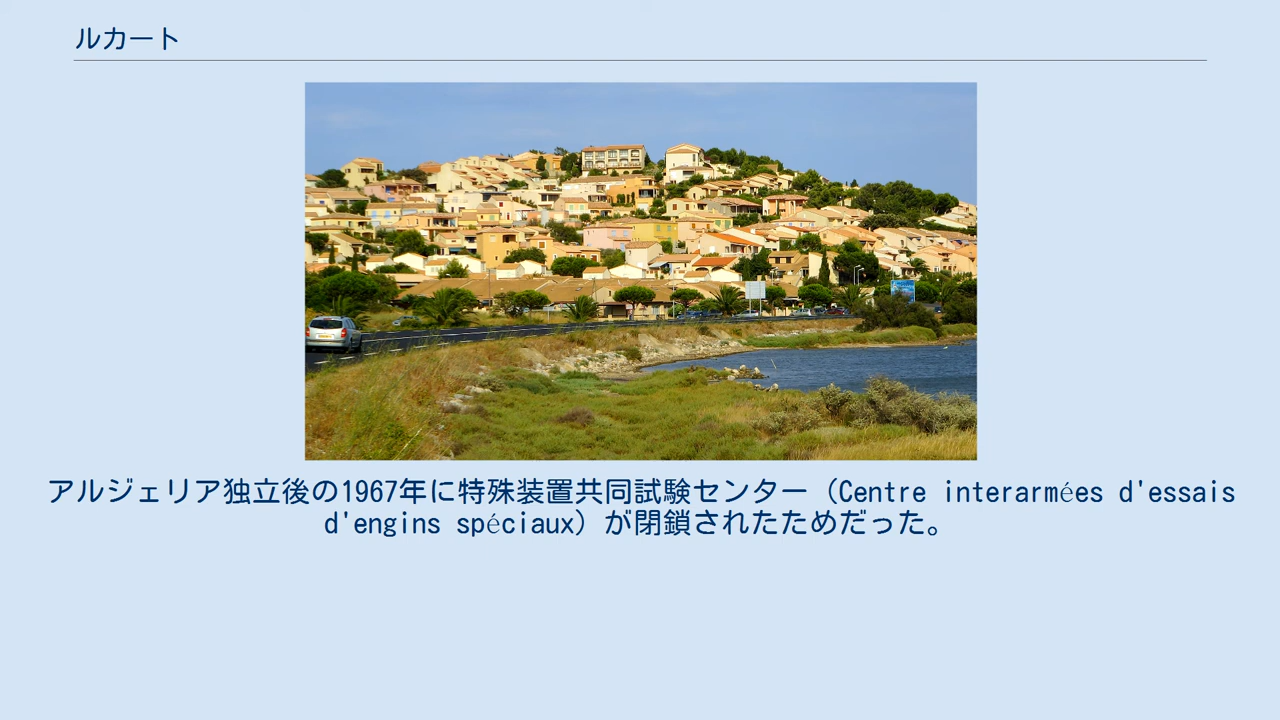 ルカート
アルジェリア独立後の1967年に特殊装置共同試験センター（Centre interarmées d'essais
d'engins spéciaux）が閉鎖されたためだった。